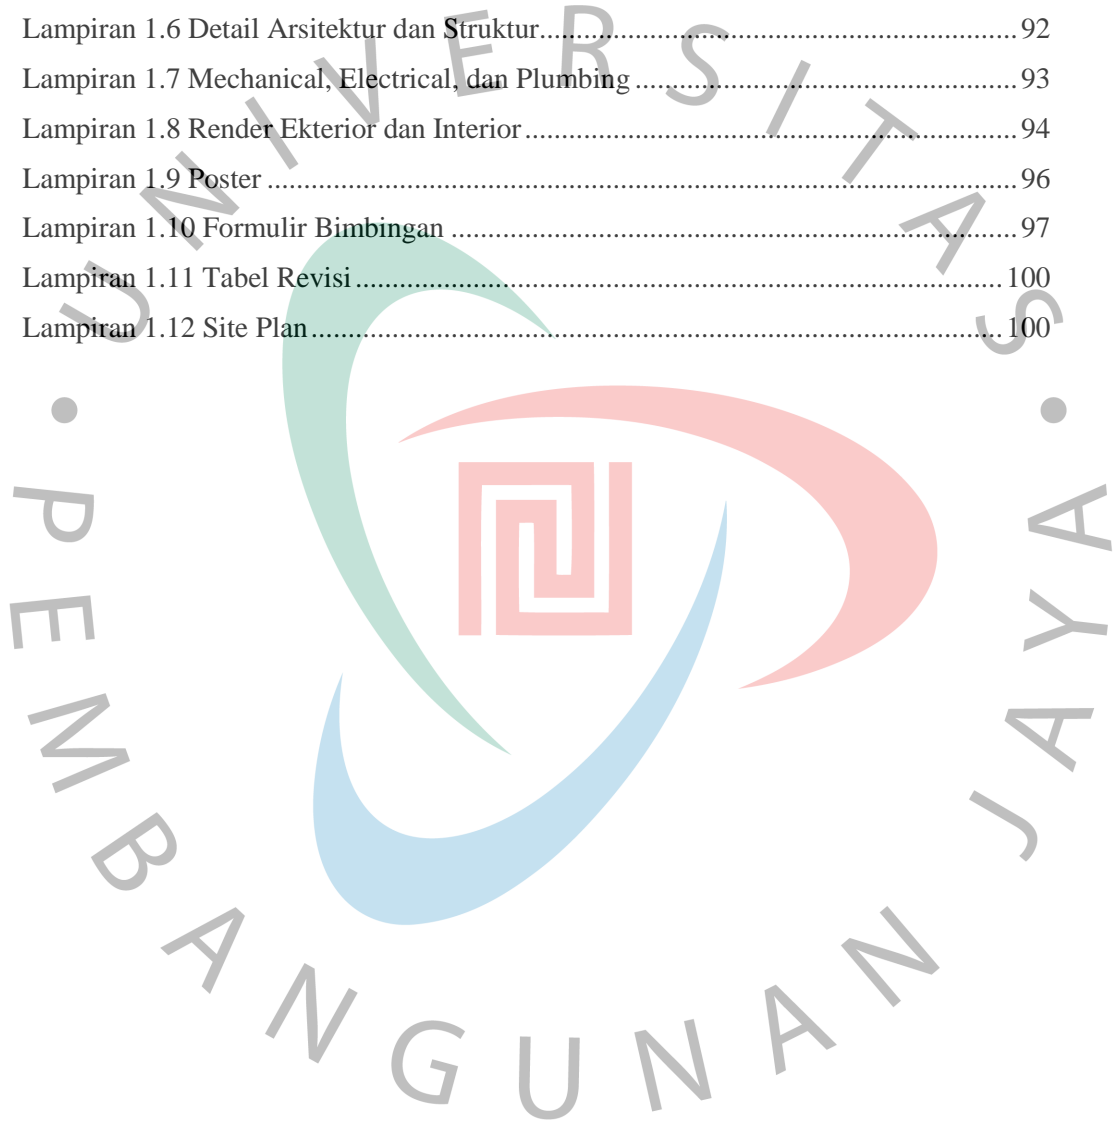 Lampiran 1.6 Detail Arsitektur dan Struktur.................................................................... 92
Lampiran 1.7 Mechanical, Electrical, dan Plumbing ....................................................... 93
Lampiran 1.8 Render Ekterior dan Interior ....................................................................... 94
Lampiran 1.9 Poster ............................................................................................................ 96
Lampiran 1.10 Formulir Bimbingan .................................................................................. 97
Lampiran 1.11 Tabel Revisi ............................................................................................... 100
Lampiran 1.12 Site Plan ..................................................................................................... 100
UNIVERSITAS • PEMBANGUNAN JAYA •